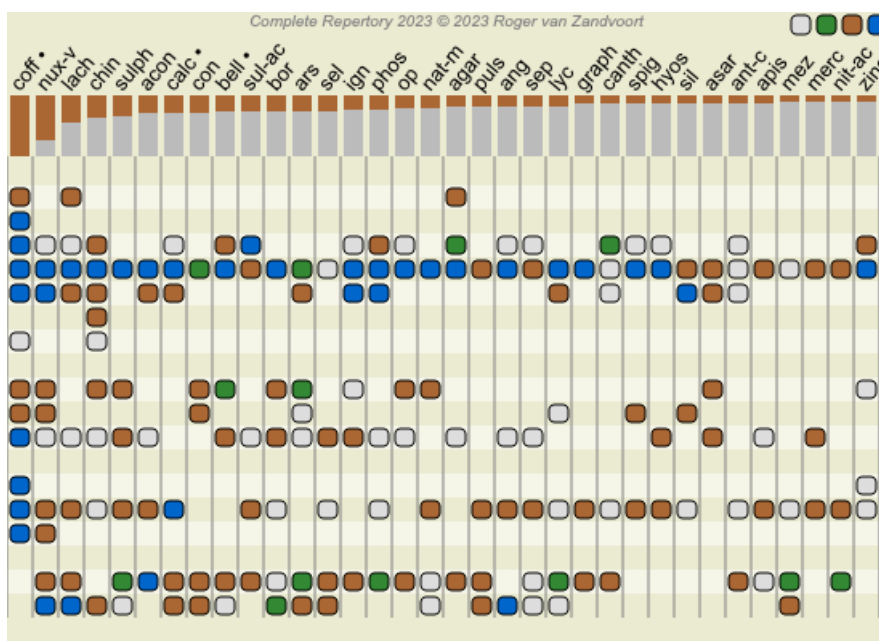 Complete Repertory 2023 © 2023 Roger van Zandvoort
coff •
nux-v
lach
chin
sulph
acon
calc •
con
bell •
sul-ac
bor
ars
sel
ign
phos
op
nat-m
agar
puls
ang
sep
lyc
graph
canth
spig
hyos
sil
asar
ant-c
apis
mez
merc
nit-ac
zinc